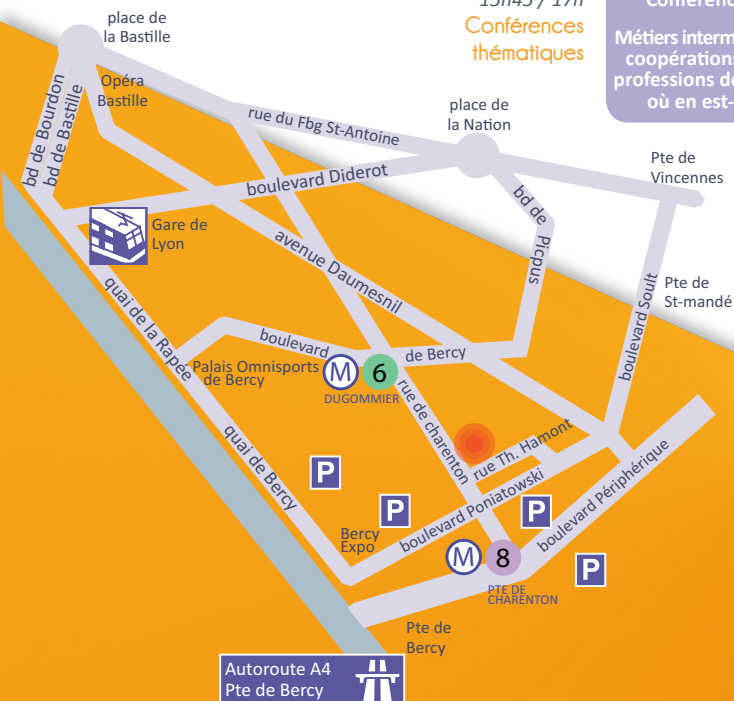 15h45 / 17h
Conférences
thématiques
Métiers
coopérations
où en est-
place de
la Bastille
Opéra
Bastille
bd de Bourdon
bd de Bastille
rue du Fbg St-Antoine
place de
la Nation
Pte de
Vincennes
boulevard Diderot
bd de
Picpus
Gare de
Lyon
avenue Daumesnil
Pte de
St-mandé
boulevard Soult
quai de la Rapée
boulevard
de Bercy
Palais Omnisports
de Bercy
M
6
DUGOMMIER
rue de charenton
rue Th. Hamont
quai de Bercy
P
P
P
boulevard Poniatowski
boulevard Périphérique
Bercy
Expo
M
8
PTE DE
CHARENTON
P
Pte de
Bercy
Autoroute A4
Pte de Bercy